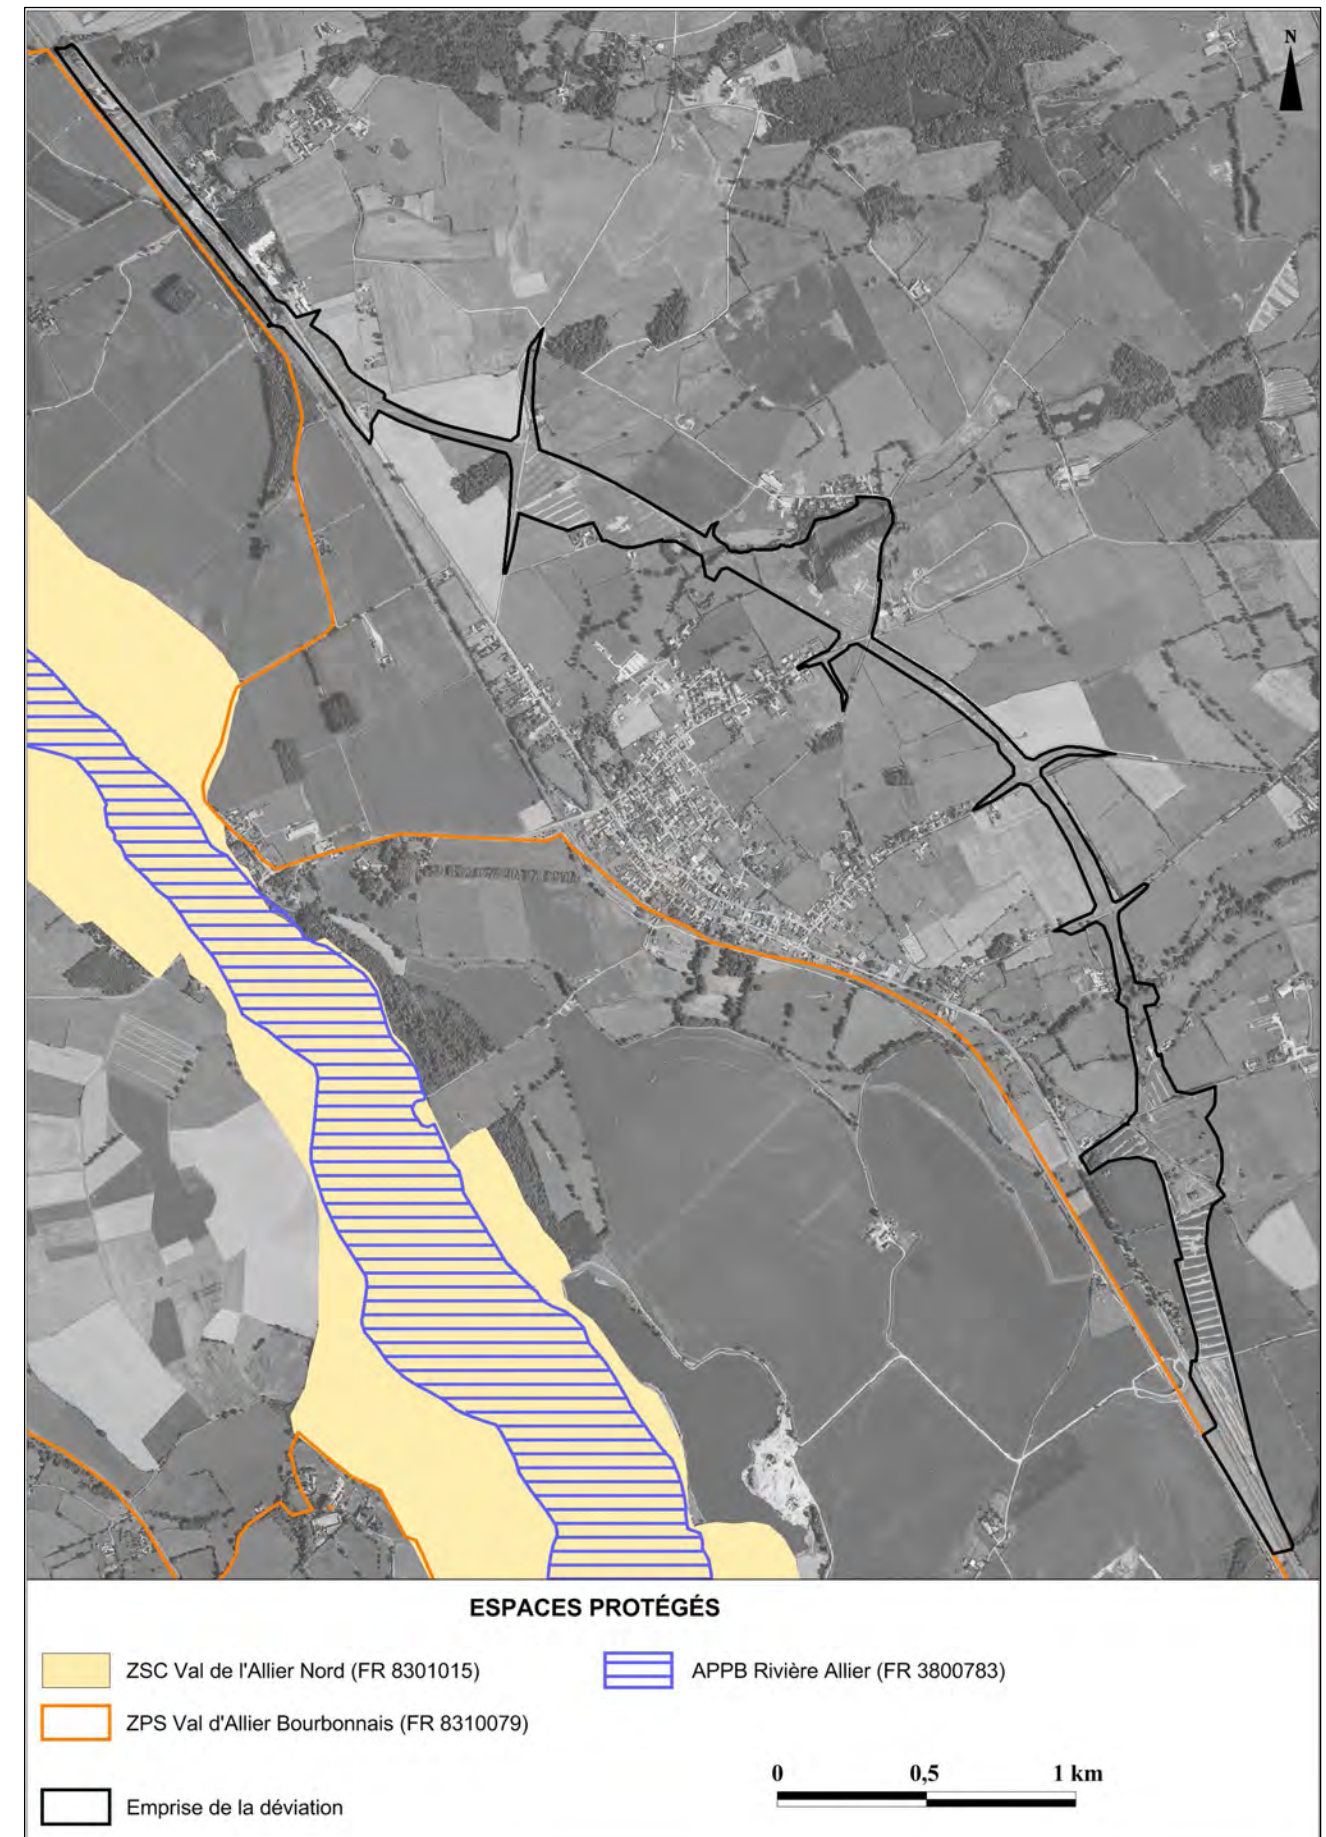 N
ESPACES PROTÉGÉS
ZSC Val de l'Allier Nord (FR 8301015)
APPB Rivière Allier (FR 3800783)
ZPS Val d'Allier Bourbonnais (FR 8310079)
0 0,5 1 km
Emprise de la déviation